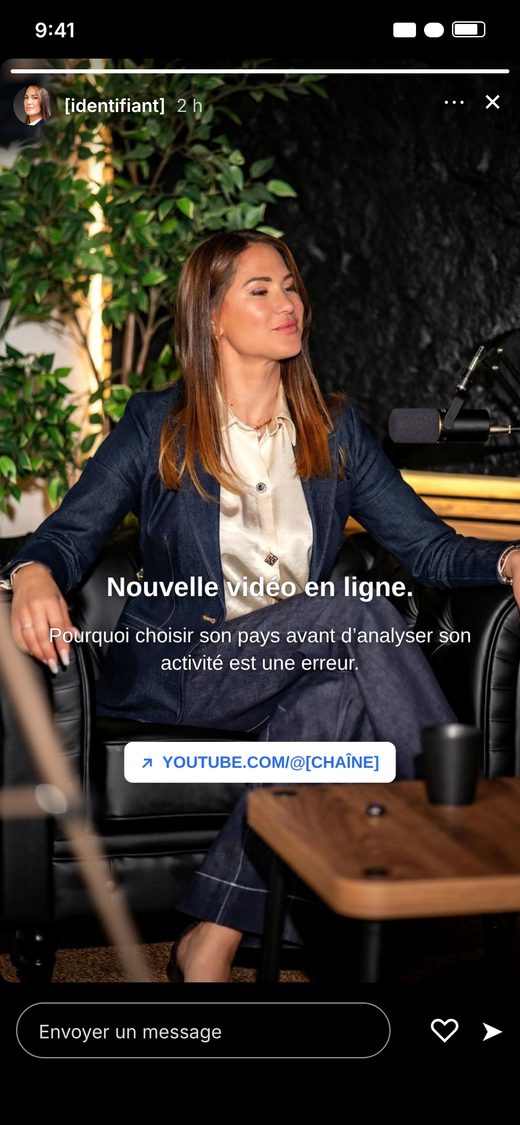 9:41
[identifiant] 2 h
Nouvelle vidéo en ligne.
Pourquoi choisir son pays avant d’analyser son
activité est une erreur.
YOUTUBE.COM/@[CHAÎNE]
Envoyer un message